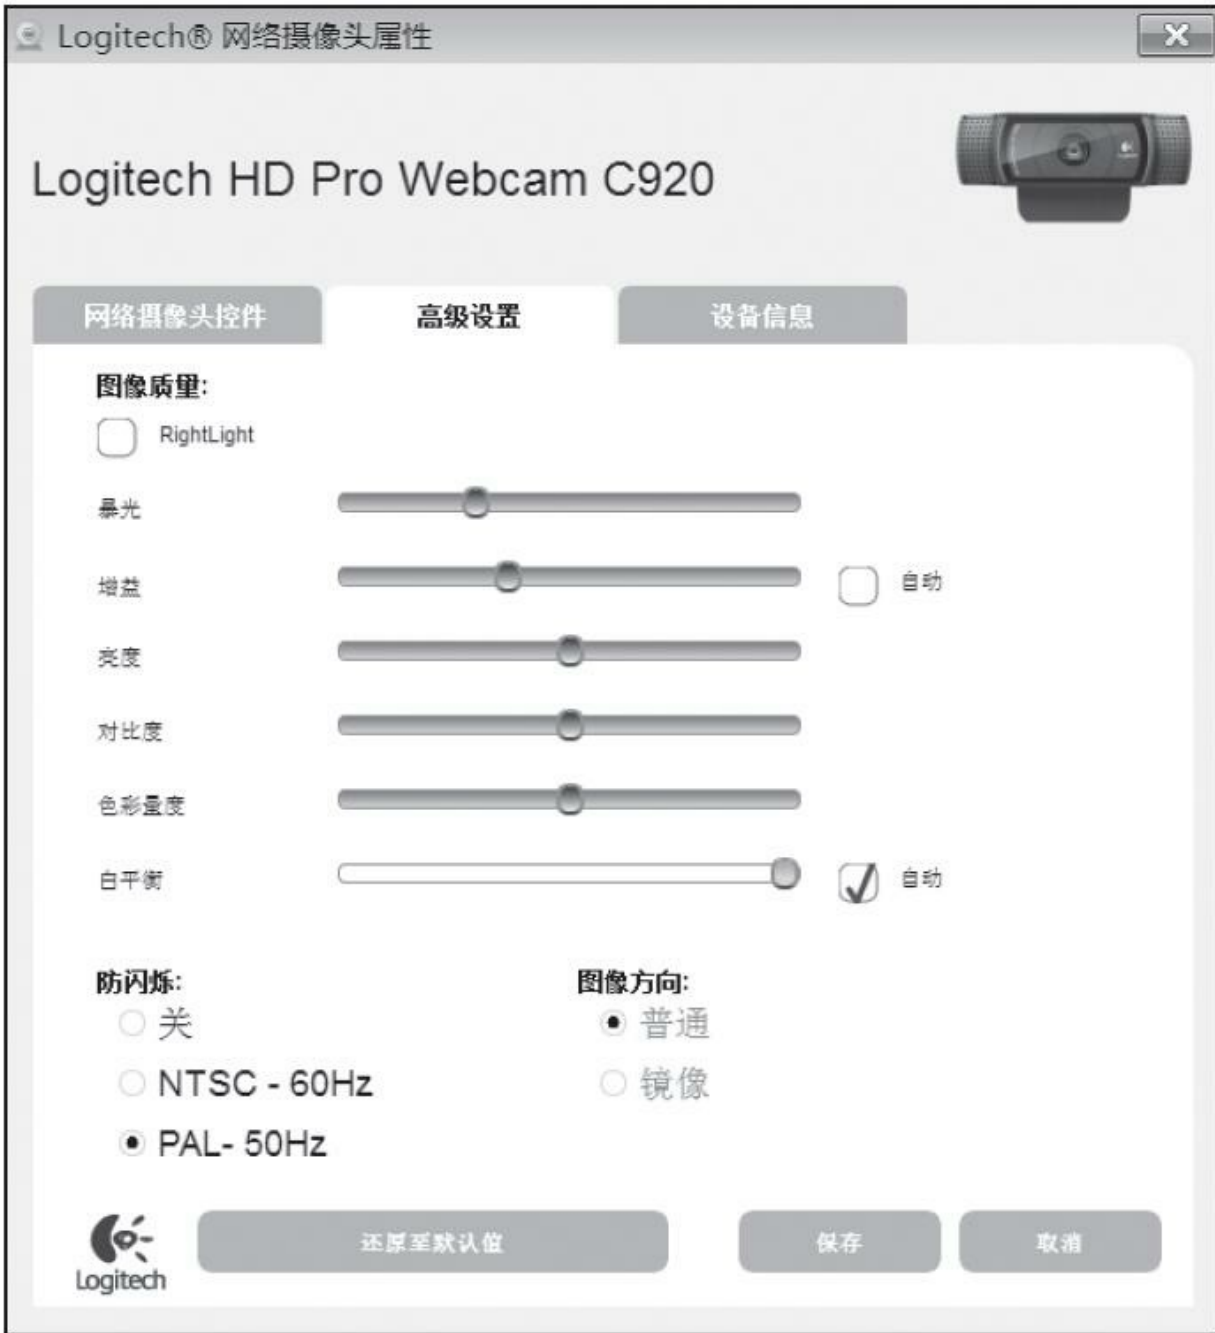 Logitech® 网络摄像头属性
Logitech HD Pro Webcam C920
网络摄像头控件 高级设置 设备信息
图像质量:
RightLight
暴光
增益 自动
亮度
对比度
色彩量度
白平衡 自动
防闪烁: 图像方向:
关 普通
NTSC - 60Hz 镜像
PAL- 50Hz
还原至默认值 保存 取消
Logitech